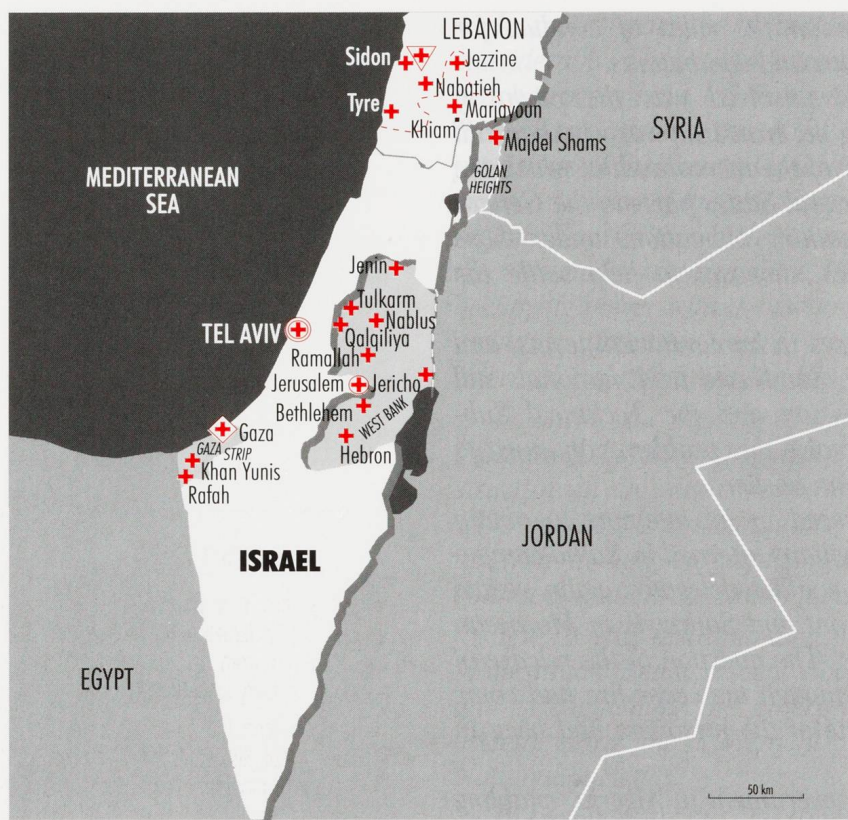 LEBANON
Sidon
Jezzine
Nabatieh
Tyre
Marjayoun
Khiam
SYRIA
Majdel Shams
GOLAN
HEIGHTS
MEDITERRANEAN
SEA
Jenin
Tulkarm
Nablus
TEL AVIV
Qalqiliya
Ramallah
Jerusalem
Jericho
Bethlehem
WEST BANK
Gaza
GAZA STRIP
Hebron
Khan Yunis
Rafah
JORDAN
ISRAEL
EGYPT
50 km